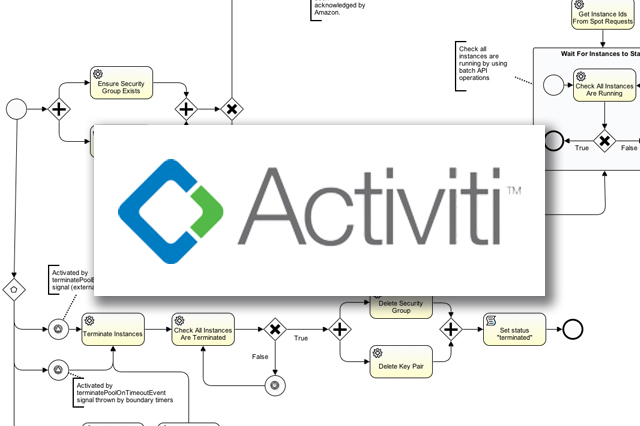 acknowledged by
Amazon.
Get Instance Ids
From Spot Requests
Check all
instances are
running by using
batch API
operations
Wait For Instances to Sta
Ensure Security
Group Exists
Check All Instances
Are Running
True
False
Activiti™
Activated by
terminatePoolE
signal (externa
Terminate Instances
Check All Instances
Are Terminated
True
False
Delete Security
Group
Delete Key Pair
Set status
"terminated"
Activated by
terminatePoolOnTimeoutEvent
signal thrown by boundary timers